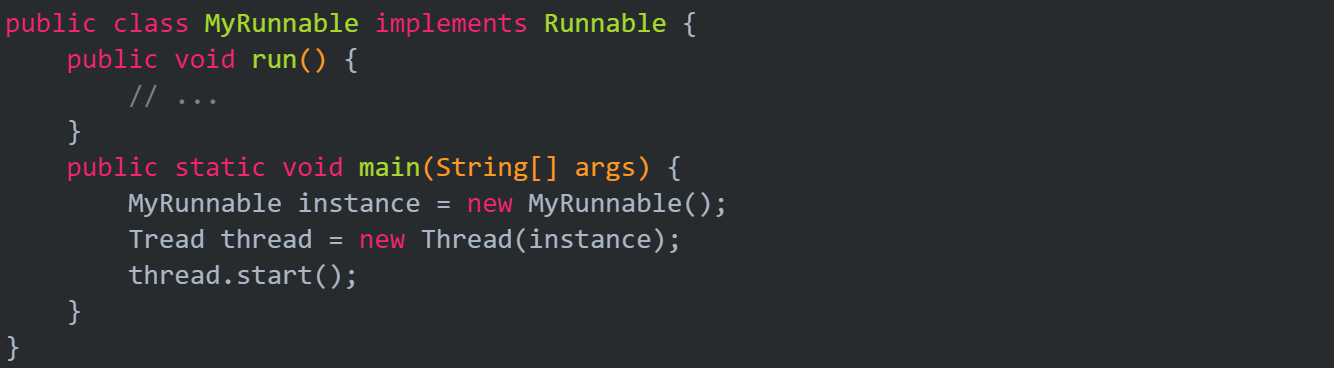 public class MyRunnable implements Runnable {
    public void run() {
        // ...
    }
    public static void main(String[] args) {
        MyRunnable instance = new MyRunnable();
        Tread thread = new Thread(instance);
        thread.start();
    }
}